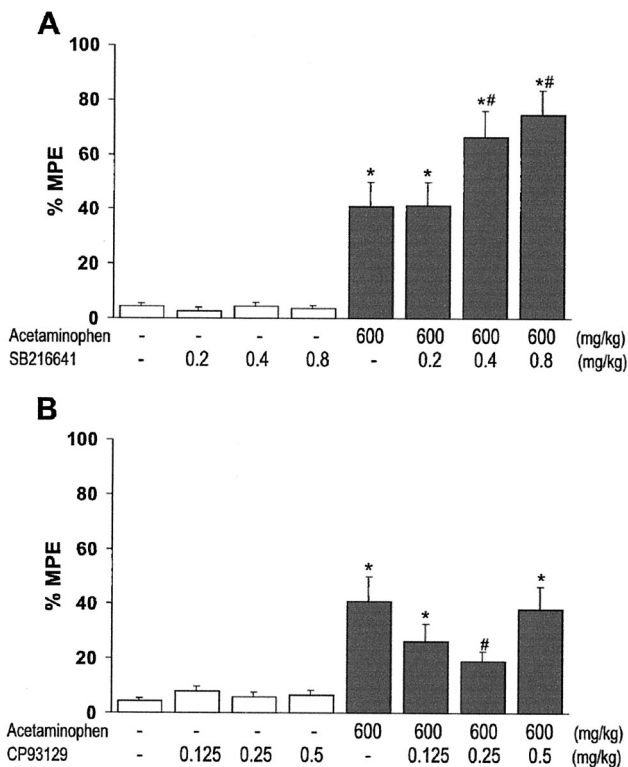 A
100
80
60
40
20
0
% MPE
* * *# *#
Acetaminophen - - - - 600 600 600 600 (mg/kg)
SB216641 - 0.2 0.4 0.8 - 0.2 0.4 0.8 (mg/kg)
B
100
80
60
40
20
0
% MPE
* * # *
Acetaminophen - - - - 600 600 600 600 (mg/kg)
CP93129 - 0.125 0.25 0.5 - 0.125 0.25 0.5 (mg/kg)